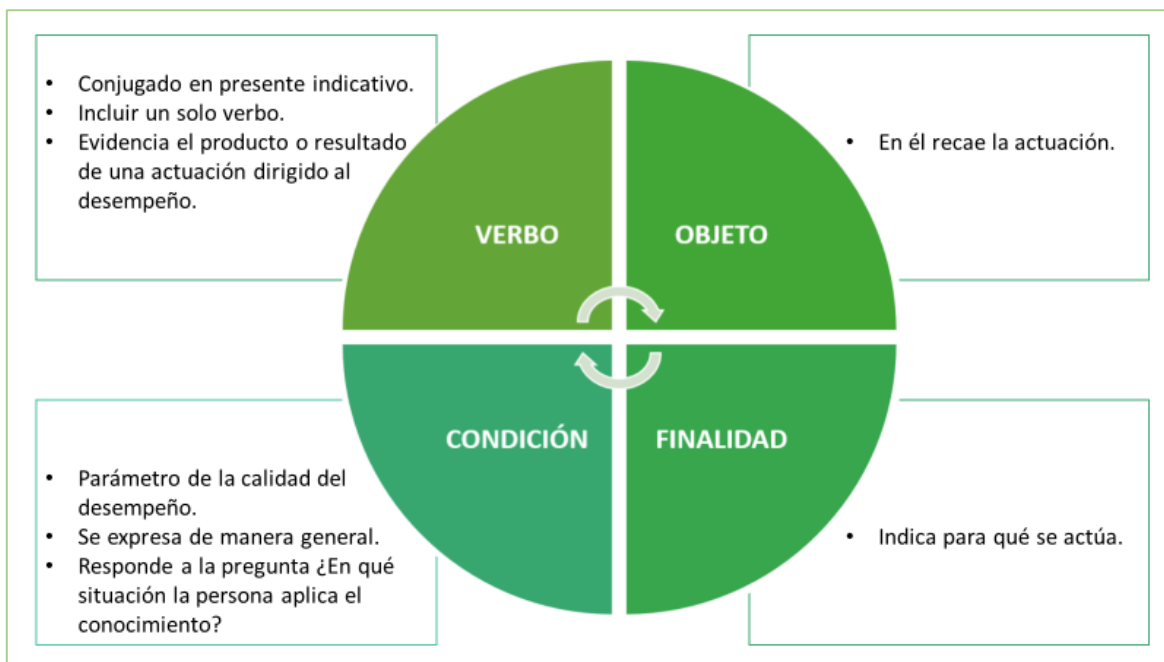 • Conjugado en presente indicativo.
• Incluir un solo verbo.
• Evidencia el producto o resultado
de una actuación dirigido al
desempeño.
• En él recae la actuación.
VERBO
OBJETO
CONDICIÓN
FINALIDAD
• Parámetro de la calidad del
desempeño.
• Se expresa de manera general.
• Responde a la pregunta ¿En qué
situación la persona aplica el
conocimiento?
• Indica para qué se actúa.